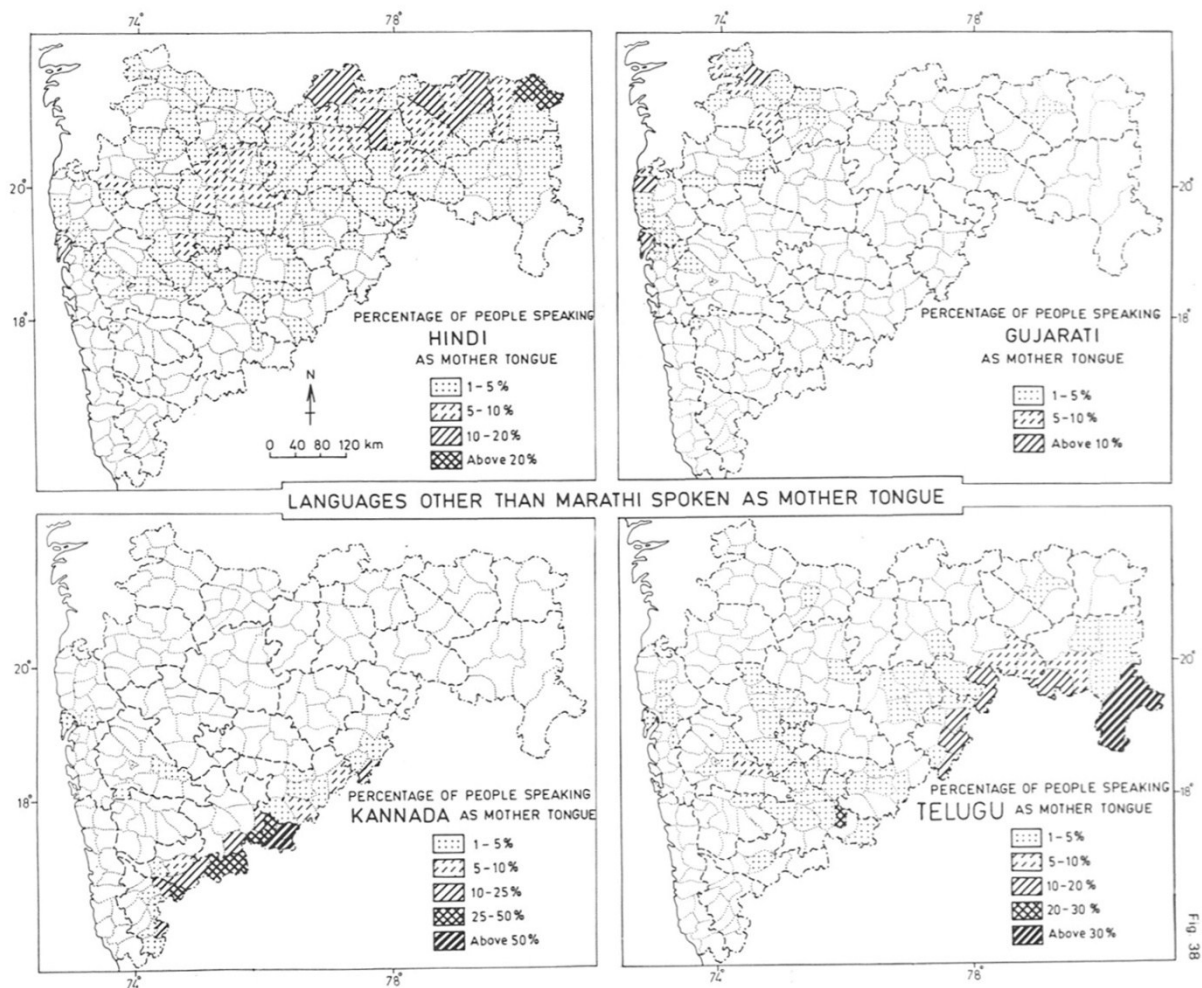 74°
78°
20°
18°
PERCENTAGE OF PEOPLE SPEAKING
HINDI
AS MOTHER TONGUE
1-5%
5-10%
10-20%
Above 20%
N
0 40 80 120 km
74°
78°
20°
18°
PERCENTAGE OF PEOPLE SPEAKING
GUJARATI
AS MOTHER TONGUE
1-5%
5-10%
Above 10%
LANGUAGES OTHER THAN MARATHI SPOKEN AS MOTHER TONGUE
20°
18°
PERCENTAGE OF PEOPLE SPEAKING
KANNADA AS MOTHER TONGUE
1-5%
5-10%
10-25%
25-50%
Above 50%
74°
78°
20°
18°
PERCENTAGE OF PEOPLE SPEAKING
TELUGU AS MOTHER TONGUE
1-5%
5-10%
10-20%
20-30%
Above 30%
74°
78°
Fig 38